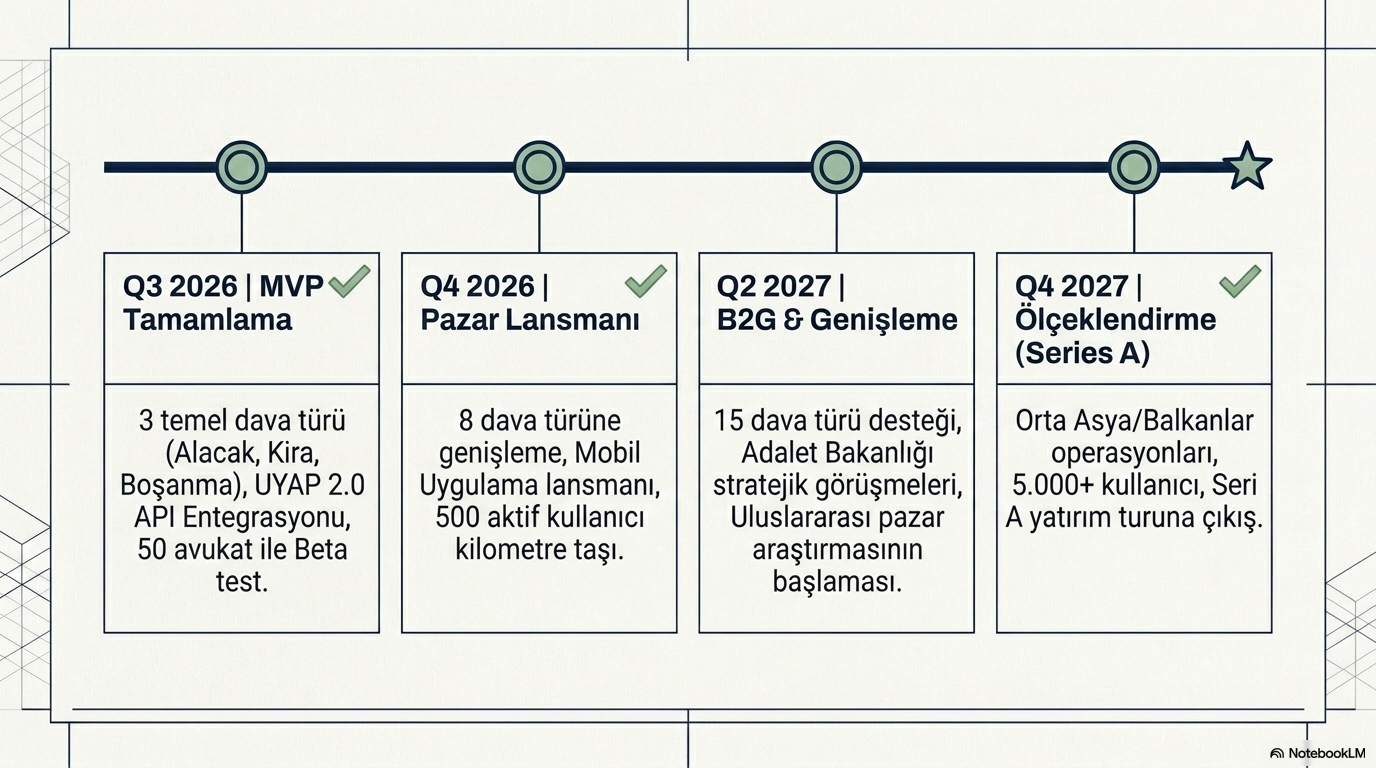 Q3 2026 | MVP
Tamamlama
3 temel dava türü
(Alacak, Kira,
Boşanma), UYAP 2.0
API Entegrasyonu,
50 avukat ile Beta
test.
Q4 2026 |
Pazar Lansmanı
8 dava türüne
genişleme, Mobil
Uygulama lansmanı,
500 aktif kullanıcı
kilometre taşı.
Q2 2027 |
B2G & Genişleme
15 dava türü desteği,
Adalet Bakanlığı
stratejik görüşmeleri,
Uluslararası pazar
araştırmasının
başlaması.
Q4 2027 |
Ölçeklendirme
(Series A)
Orta Asya/Balkanlar
operasyonları,
5.000+ kullanıcı, Seri
A yatırım turuna çıkış.
NotebookLM